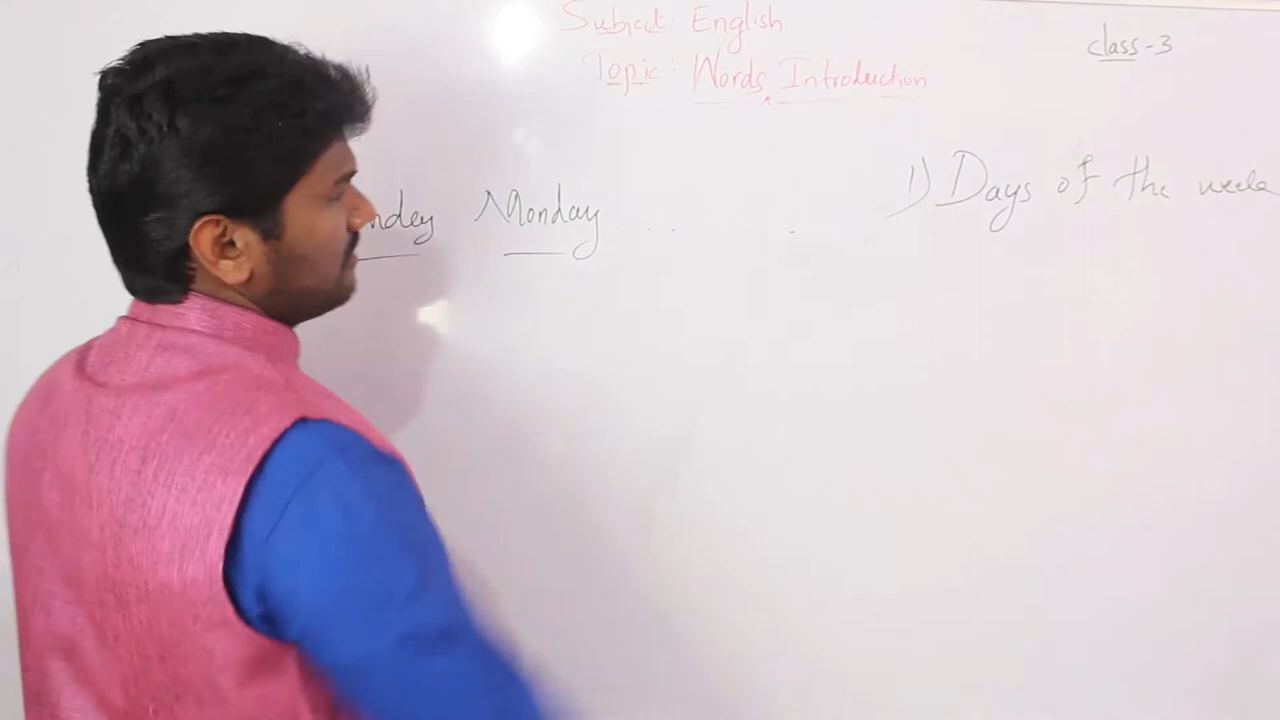 Subject: English
Topic: Words Introduction
class-3
Monday ....
1) Days of the week